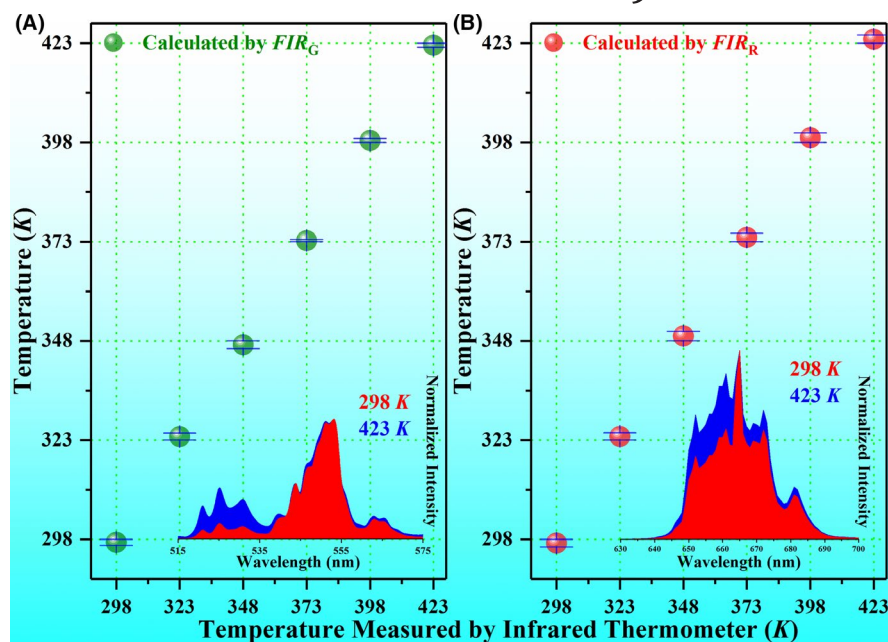 (A)
Calculated by FIR_G
423
398
373
348
323
298
Temperature (K)
298 K
423 K
Normalized Intensity
515 535 555 575
Wavelength (nm)
298 323 348 373 398 423
(B)
Calculated by FIR_R
423
398
373
348
323
298
Temperature (K)
298 K
423 K
Normalized Intensity
630 640 650 660 670 680 690 700
Wavelength (nm)
298 323 348 373 398 423
Temperature Measured by Infrared Thermometer (K)